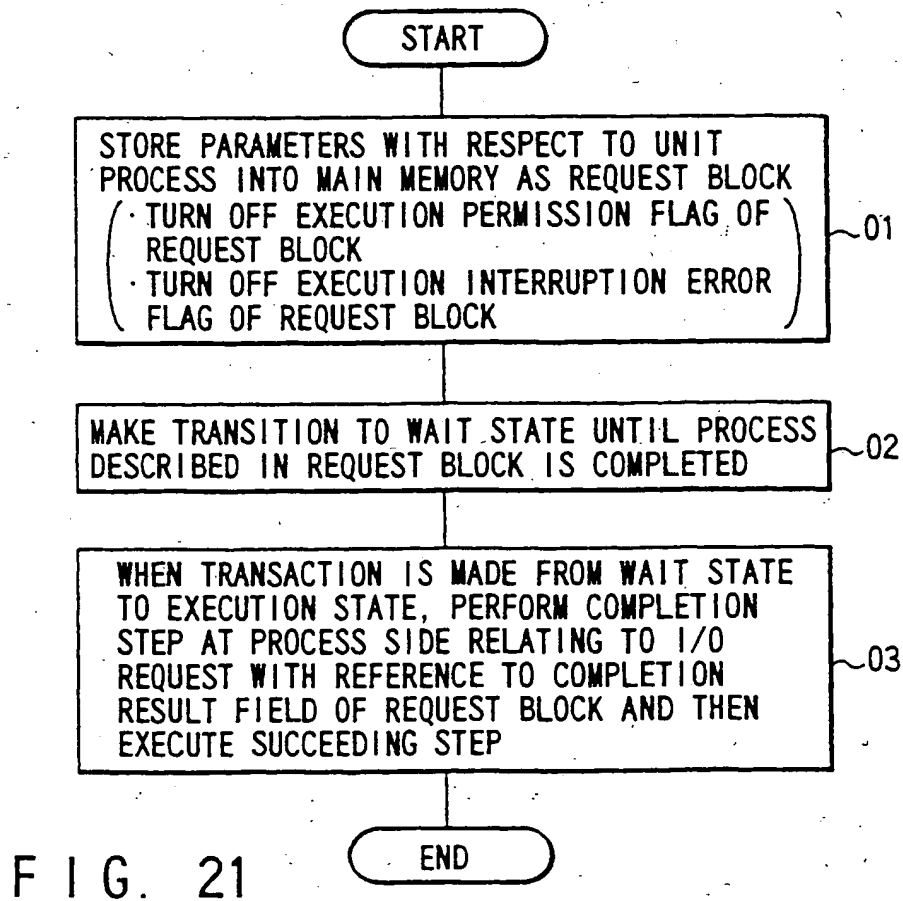 START
STORE PARAMETERS WITH RESPECT TO UNIT
PROCESS INTO MAIN MEMORY AS REQUEST BLOCK
· TURN OFF EXECUTION PERMISSION FLAG OF
REQUEST BLOCK
· TURN OFF EXECUTION INTERRUPTION ERROR
FLAG OF REQUEST BLOCK
01
MAKE TRANSITION TO WAIT STATE UNTIL PROCESS
DESCRIBED IN REQUEST BLOCK IS COMPLETED
02
WHEN TRANSACTION IS MADE FROM WAIT STATE
TO EXECUTION STATE, PERFORM COMPLETION
STEP AT PROCESS SIDE RELATING TO I/O
REQUEST WITH REFERENCE TO COMPLETION
RESULT FIELD OF REQUEST BLOCK AND THEN
EXECUTE SUCCEEDING STEP
03
END
FIG. 21